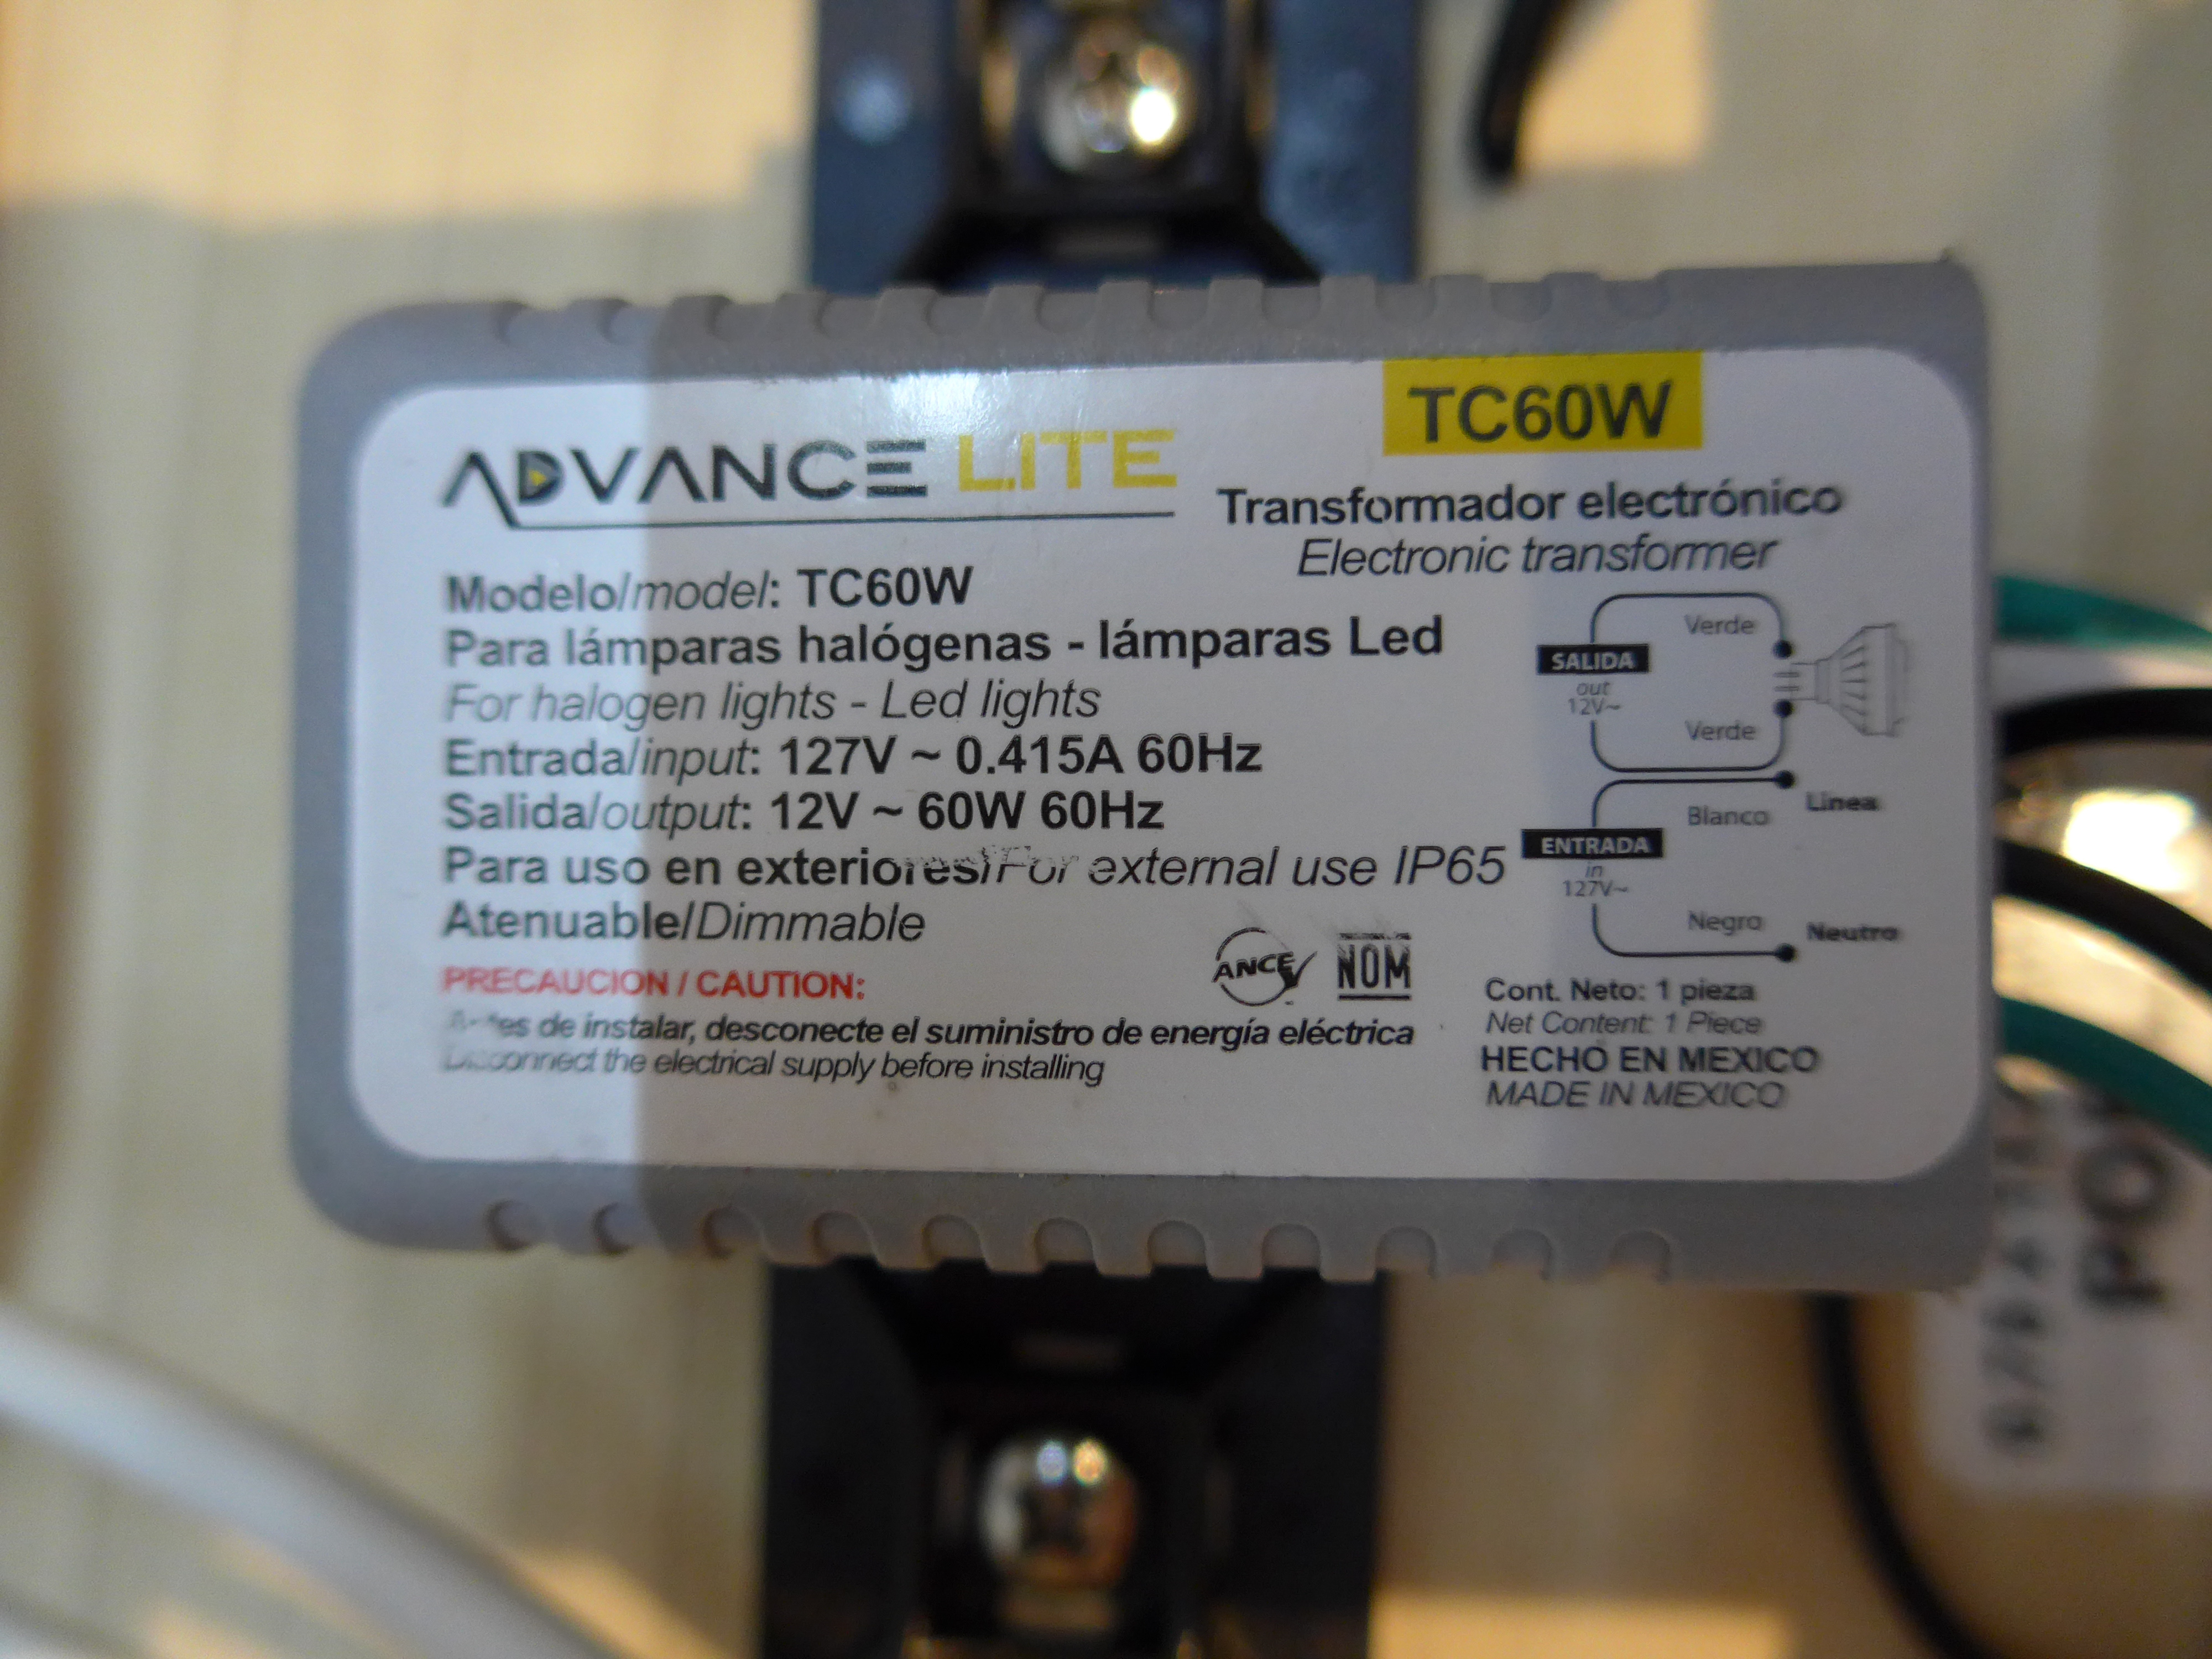 TC60W
ADVANCE LITE
Transformador electrónico
Electronic transformer
Modelo/model: TC60W
Para lámparas halógenas - lámparas Led
For halogen lights - Led lights
Entrada/input: 127V ~ 0.415A 60Hz
Salida/output: 12V ~ 60W 60Hz
Para uso en exteriores/For external use IP65
Atenuable/Dimmable
PRECAUCION / CAUTION:
Antes de instalar, desconecte el suministro de energía eléctrica
Disconnect the electrical supply before installing
ANCE
NOM
Verde
SALIDA
out
12V~
Verde
Blanco Linea
ENTRADA
in
127V~
Negro Neutro
Cont. Neto: 1 pieza
Net Content: 1 Piece
HECHO EN MEXICO
MADE IN MEXICO